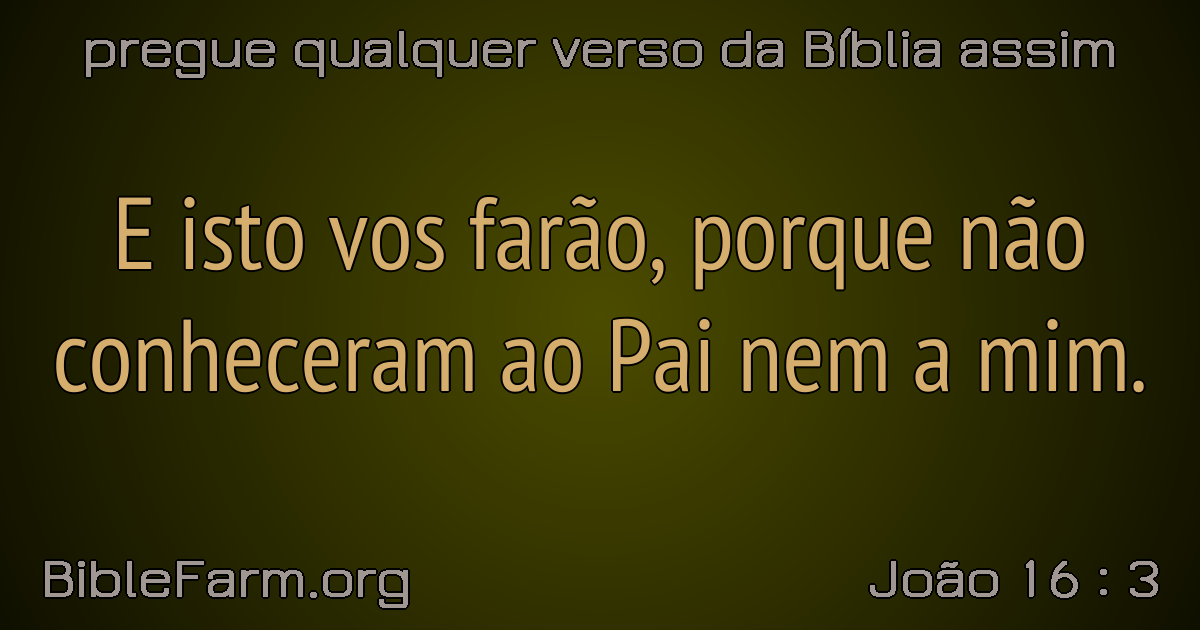 pregue qualquer verso da Bíblia assim
E isto vos farão, porque não
conheceram ao Pai nem a mim.
BibleFarm.org
João 16 : 3